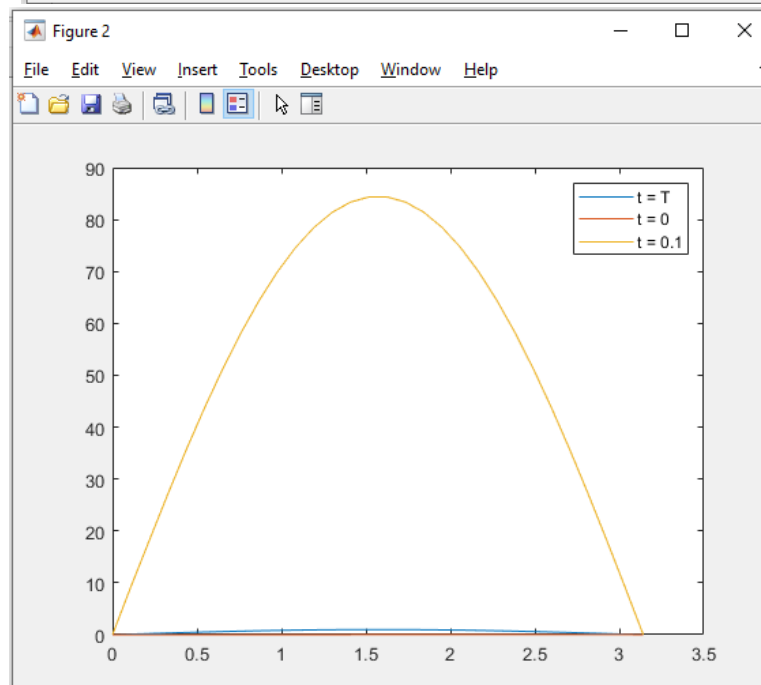 Figure 2
File Edit View Insert Tools Desktop Window Help
90
80
70
60
50
40
30
20
10
0
t = T
t = 0
t = 0.1
0 0.5 1 1.5 2 2.5 3 3.5